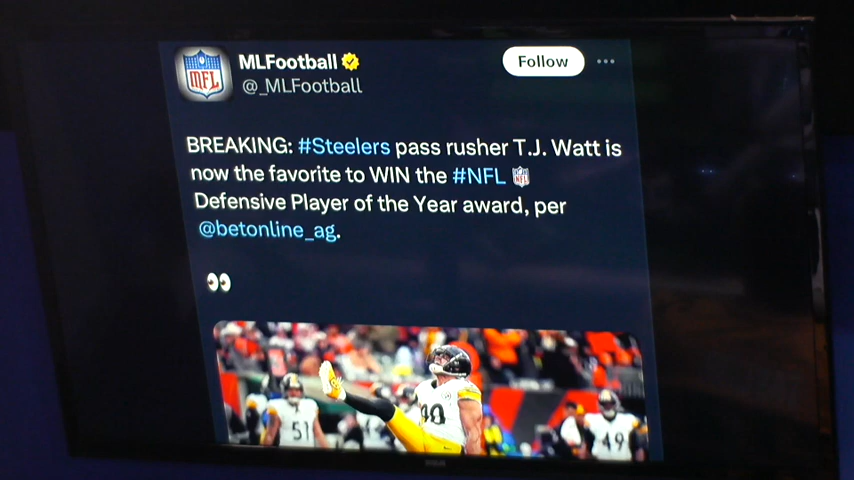 MFL
MLFootball
Follow
@_MLFootball
BREAKING: #Steelers pass rusher T.J. Watt is
now the favorite to WIN the #NFL
Defensive Player of the Year award, per
@betonline_ag.
51
90
49